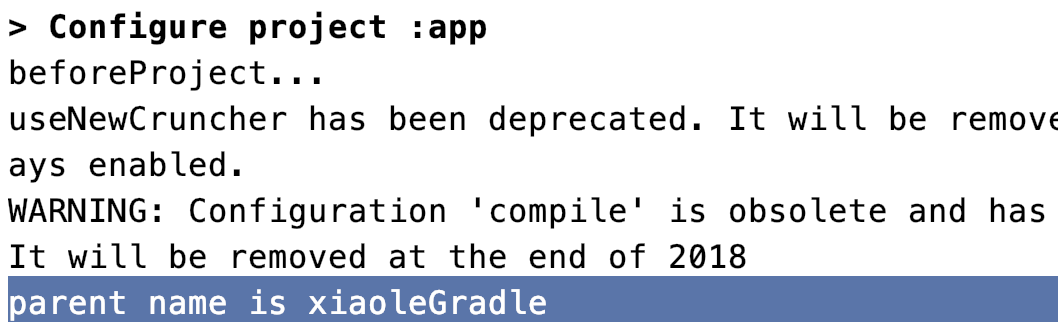 > Configure project :app
beforeProject...
useNewCruncher has been deprecated. It will be remove
ays enabled.
WARNING: Configuration 'compile' is obsolete and has
It will be removed at the end of 2018
parent name is xiaoleGradle